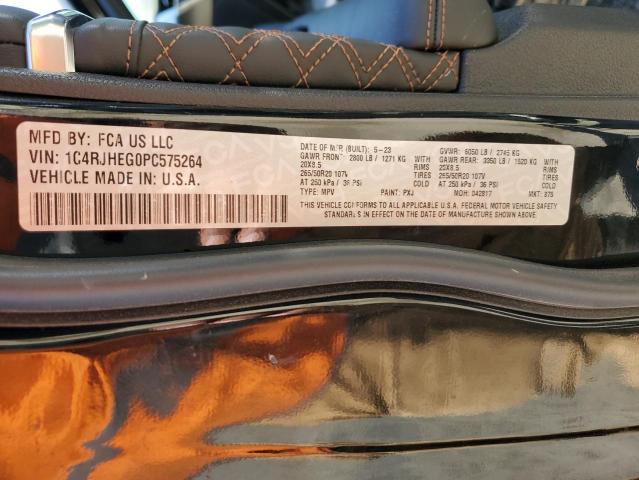 MFD BY: FCA US LLC
VIN: 1C4RJHEG0PC575264
VEHICLE MADE IN U.S.A.
DATE OF MFR (BUILT): 5-23 GVWR: 6050 LB / 2745 KG
GAWR FRONT: 2800 LB / 1271 KG WITH GAWR REAR: 3350 LB / 1520 KG WITH
20X8.5 RIMS 20X8.5 RIMS
265/50R20 107V TIRES 265/50R20 107V TIRES
AT 250 kPa / 36 PSI COLD AT 250 kPa / 36 PSI COLD
TYPE: MPV PAINT: PXJ MDH: 042817 MKT: 375
THIS VEHICLE CONFORMS TO ALL APPLICABLE U.S.A. FEDERAL MOTOR VEHICLE SAFETY
STANDARDS IN EFFECT ON THE DATE OF MANUFACTURE SHOWN ABOVE.